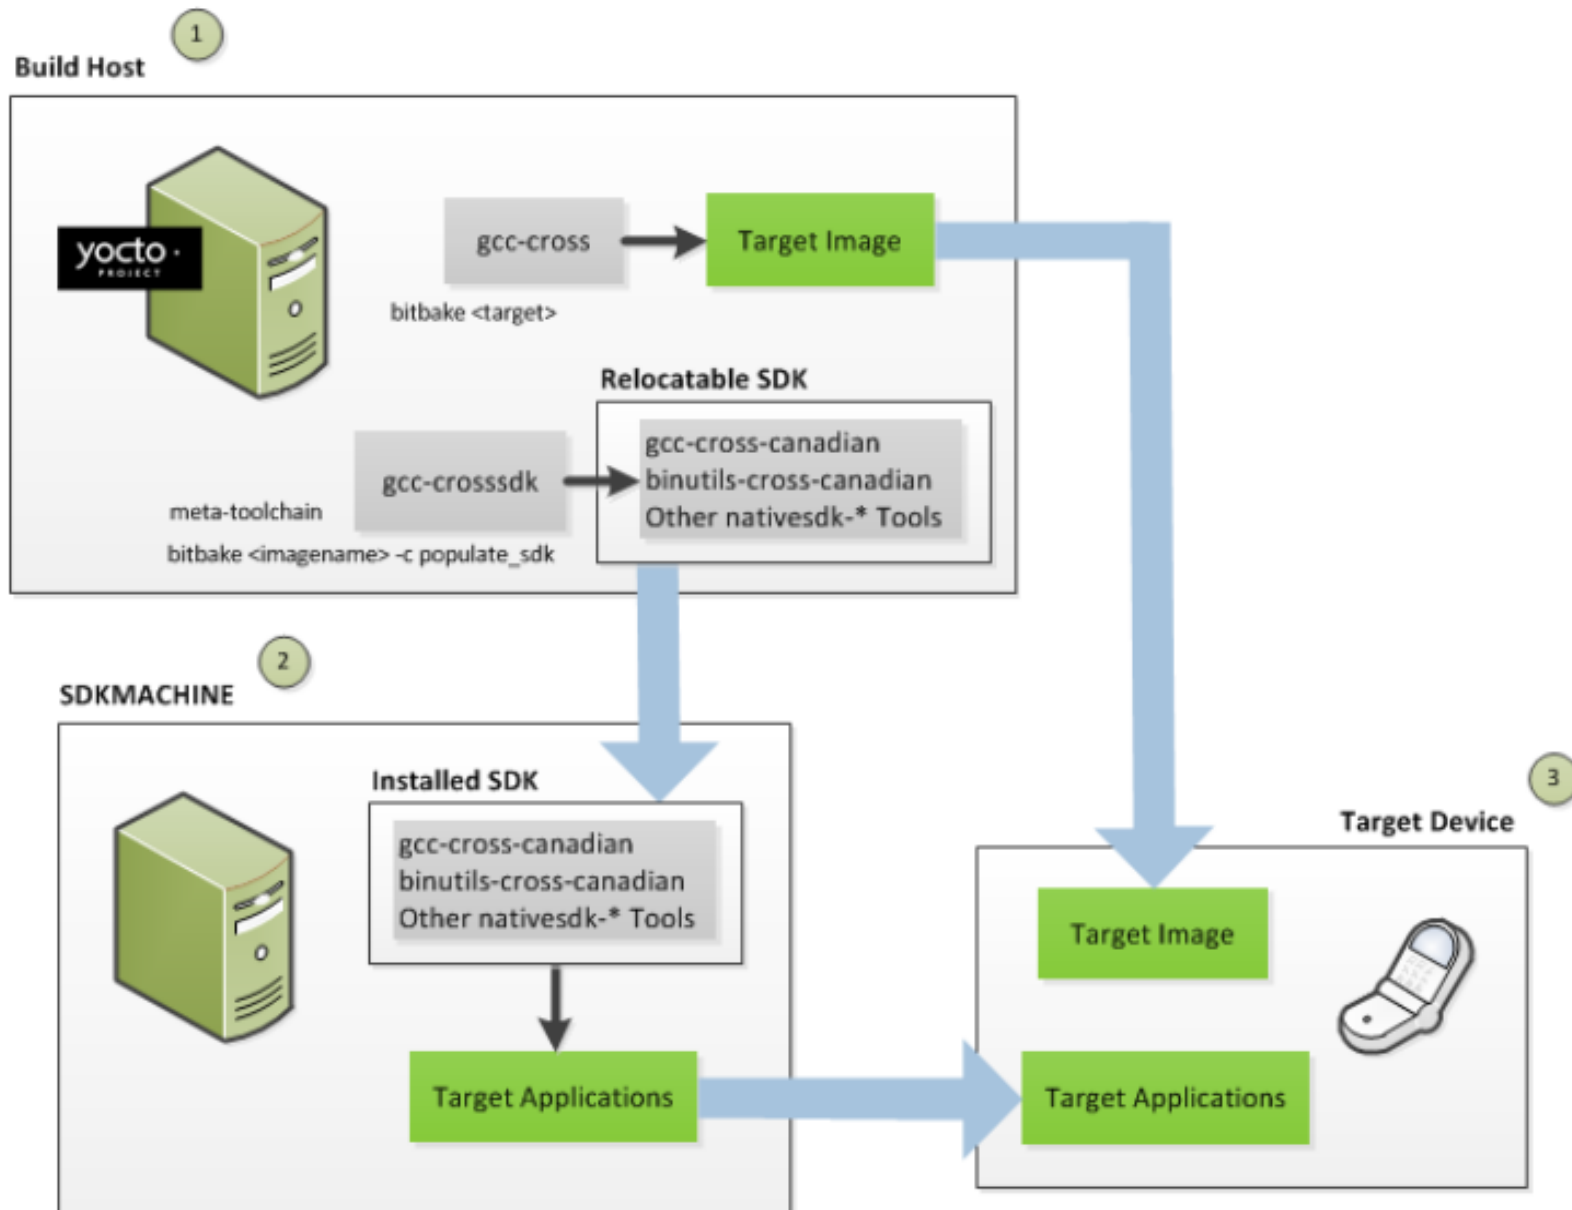 1
Build Host
yocto
PROJECT
gcc-cross
Target Image
bitbake <target>
Relocatable SDK
gcc-cross-canadian
binutils-cross-canadian
Other nativesdk-* Tools
gcc-crosssdk
meta-toolchain
bitbake <imagename> -c populate_sdk
2
SDKMACHINE
Installed SDK
gcc-cross-canadian
binutils-cross-canadian
Other nativesdk-* Tools
Target Applications
3
Target Device
Target Image
Target Applications